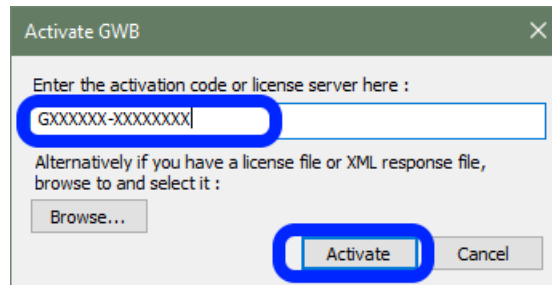 Activate GWB
Enter the activation code or license server here :
GXXXXXX-XXXXXXXX
Alternatively if you have a license file or XML response file,
browse to and select it :
Browse...
Activate Cancel